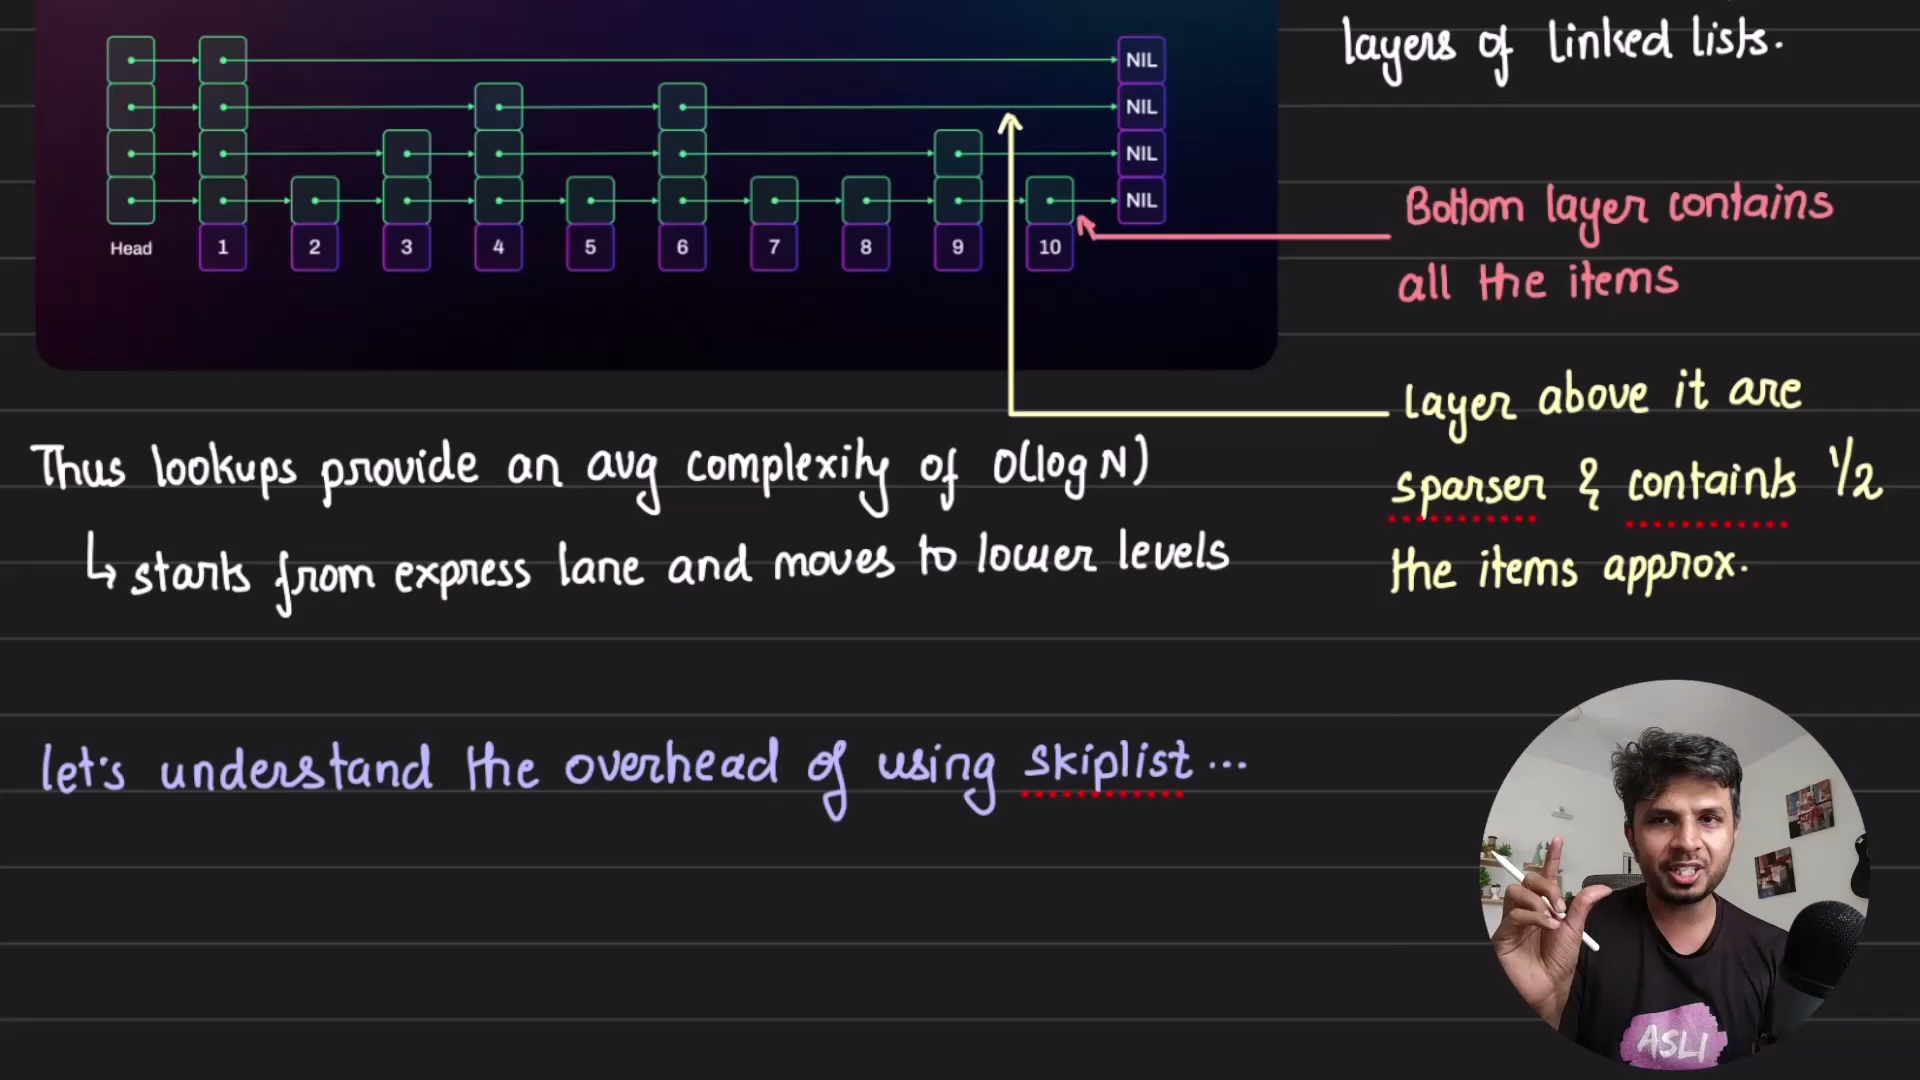 layers of linked lists.
NIL
NIL
NIL
NIL
Head 1 2 3 4 5 6 7 8 9 10
Bottom layer contains
all the items
layer above it are
sparser & containts 1/2
the items approx.
Thus lookups provide an avg complexity of O(log N)
↳ starts from express lane and moves to lower levels
let's understand the overhead of using skiplist...
ASLI